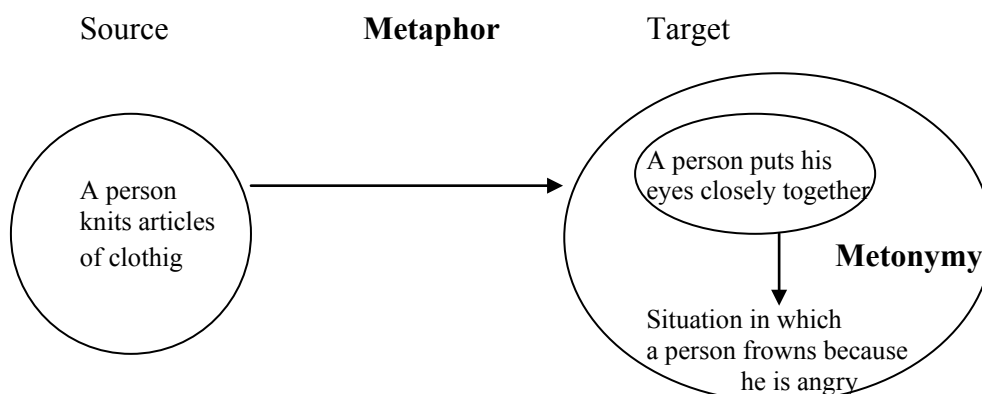 Source Metaphor Target
A person
knits articles
of clothig
A person puts his
eyes closely together
Metonymy
Situation in which
a person frowns because
he is angry